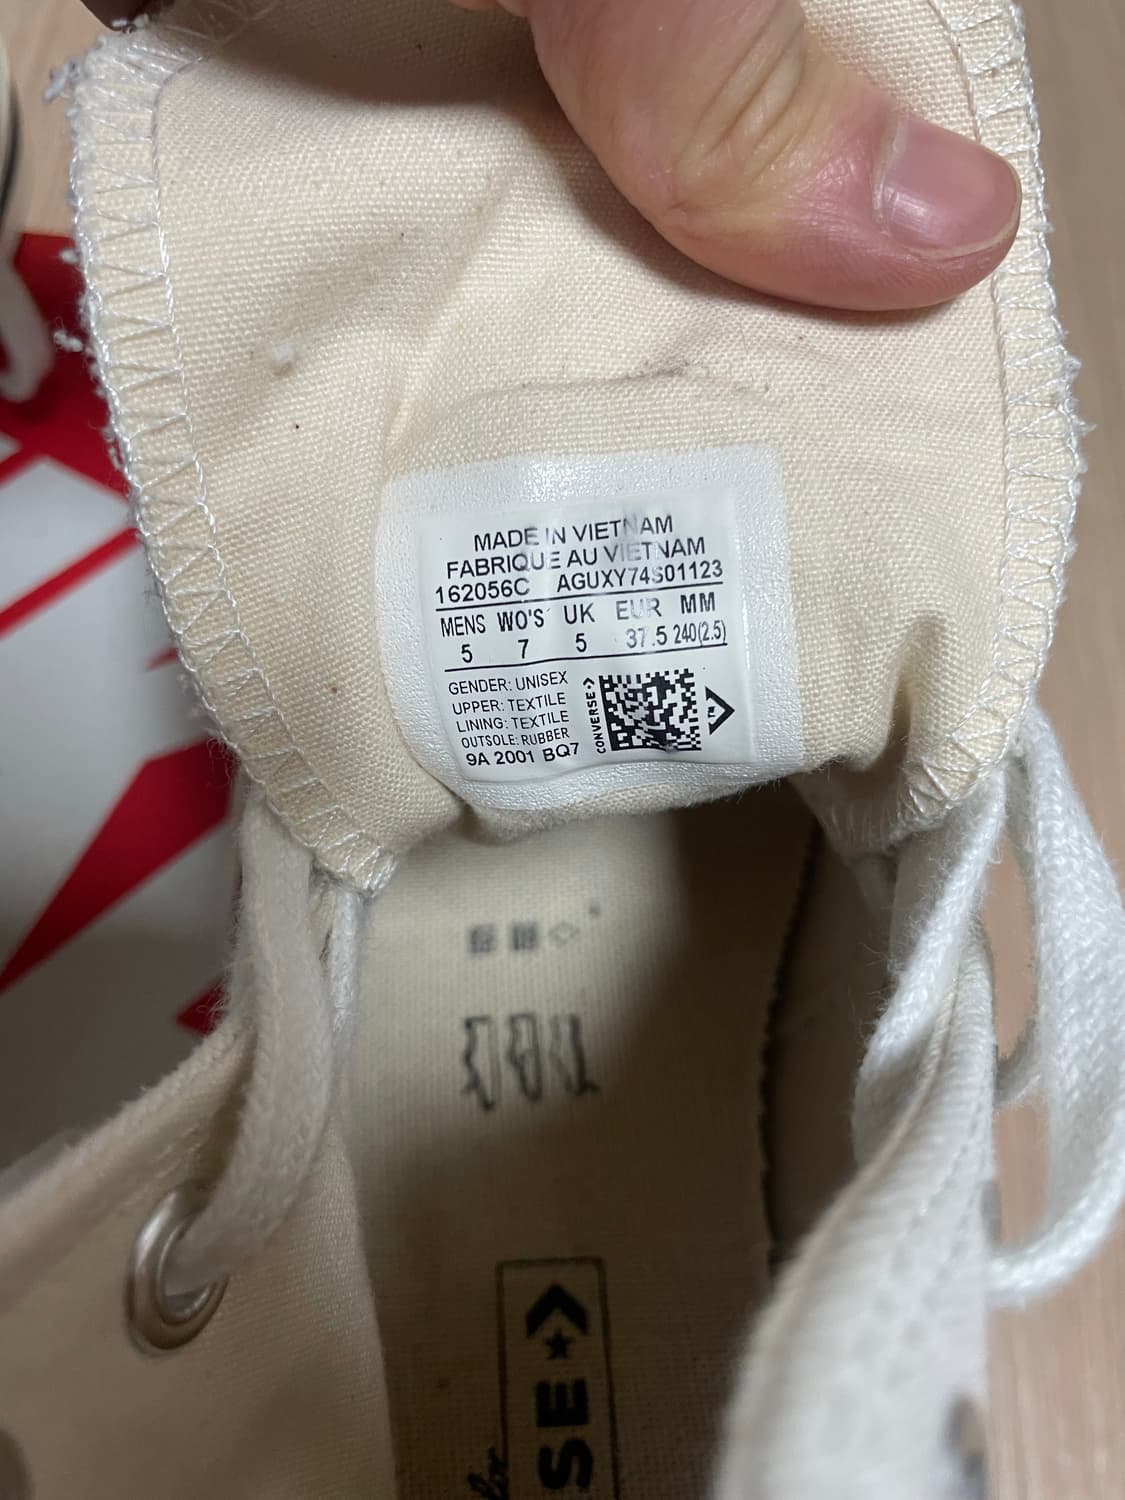 MADE IN VIETNAM
FABRIQUE AU VIETNAM
162056C AGUXY74S01123
MENS WO'S UK EUR MM
5 7 5 37.5 240(2.5)
GENDER: UNISEX
UPPER: TEXTILE
LINING: TEXTILE
OUTSOLE: RUBBER
9A 2001 BQ7
CONVERSE
SE